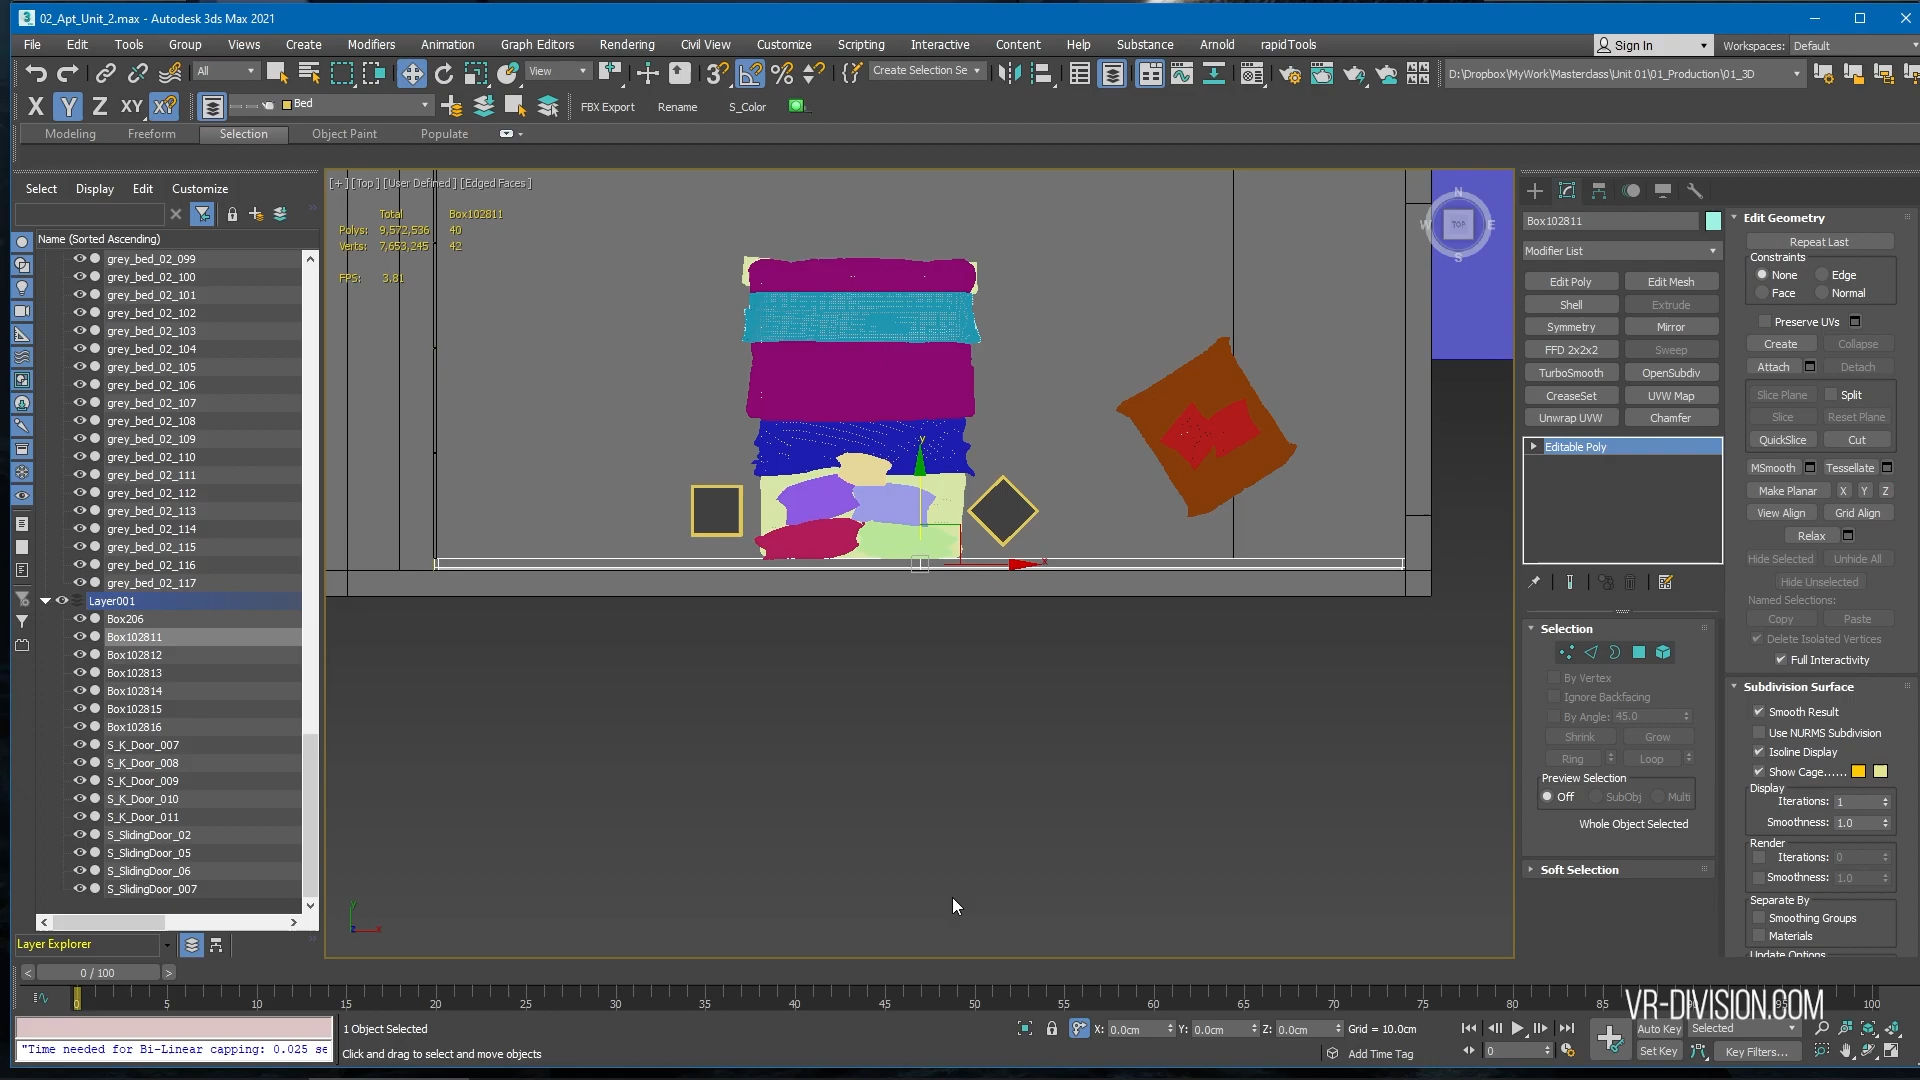 02_Apt_Unit_2.max - Autodesk 3ds Max 2021
File Edit Tools Group Views Create Modifiers Animation Graph Editors Rendering Civil View Customize Scripting Interactive Content Help Substance Arnold rapidTools
Sign In Workspaces: Default
All View Create Selection Se D:\Dropbox\MyWork\Masterclass\Unit 01\01_Production\01_3D
X Y Z XY Bed FBX Export Rename S_Color
Modeling Freeform Selection Object Paint Populate
Select Display Edit Customize
Name (Sorted Ascending)
grey_bed_02_099
grey_bed_02_100
grey_bed_02_101
grey_bed_02_102
grey_bed_02_103
grey_bed_02_104
grey_bed_02_105
grey_bed_02_106
grey_bed_02_107
grey_bed_02_108
grey_bed_02_109
grey_bed_02_110
grey_bed_02_111
grey_bed_02_112
grey_bed_02_113
grey_bed_02_114
grey_bed_02_115
grey_bed_02_116
grey_bed_02_117
Layer001
Box206
Box102811
Box102812
Box102813
Box102814
Box102815
Box102816
S_K_Door_007
S_K_Door_008
S_K_Door_009
S_K_Door_010
S_K_Door_011
S_SlidingDoor_02
S_SlidingDoor_05
S_SlidingDoor_06
S_SlidingDoor_007
Layer Explorer
[+] [Top] [User Defined] [Edged Faces]
Total Box102811
Polys: 9,572,536 40
Verts: 7,653,245 42
FPS: 3.81
N
W TOP E
S
y
x
Box102811
Modifier List
Edit Poly Edit Mesh
Shell Extrude
Symmetry Mirror
FFD 2x2x2 Sweep
TurboSmooth OpenSubdiv
CreaseSet UVW Map
Unwrap UVW Chamfer
Editable Poly
Selection
By Vertex
Ignore Backfacing
By Angle: 45.0
Shrink Grow
Ring Loop
Preview Selection
Off SubObj Multi
Whole Object Selected
Soft Selection
Edit Geometry
Repeat Last
Constraints
None Edge
Face Normal
Preserve UVs
Create Collapse
Attach Detach
Slice Plane Split
Slice Reset Plane
QuickSlice Cut
MSmooth Tessellate
Make Planar X Y Z
View Align Grid Align
Relax
Hide Selected Unhide All
Hide Unselected
Named Selections:
Copy Paste
Delete Isolated Vertices
Full Interactivity
Subdivision Surface
Smooth Result
Use NURMS Subdivision
Isoline Display
Show Cage......
Display
Iterations: 1
Smoothness: 1.0
Render
Iterations: 0
Smoothness: 1.0
Separate By
Smoothing Groups
Materials
Update Options
< 0 / 100 >
0 5 10 15 20 25 30 35 40 45 50 55 60 65 70 75 80 85 100
VR-DIVISION.COM
1 Object Selected
X: 0.0cm Y: 0.0cm Z: 0.0cm Grid = 10.0cm
Auto Key Selected
"Time needed for Bi-Linear capping: 0.025 se
Click and drag to select and move objects
Add Time Tag
0
Set Key Key Filters...